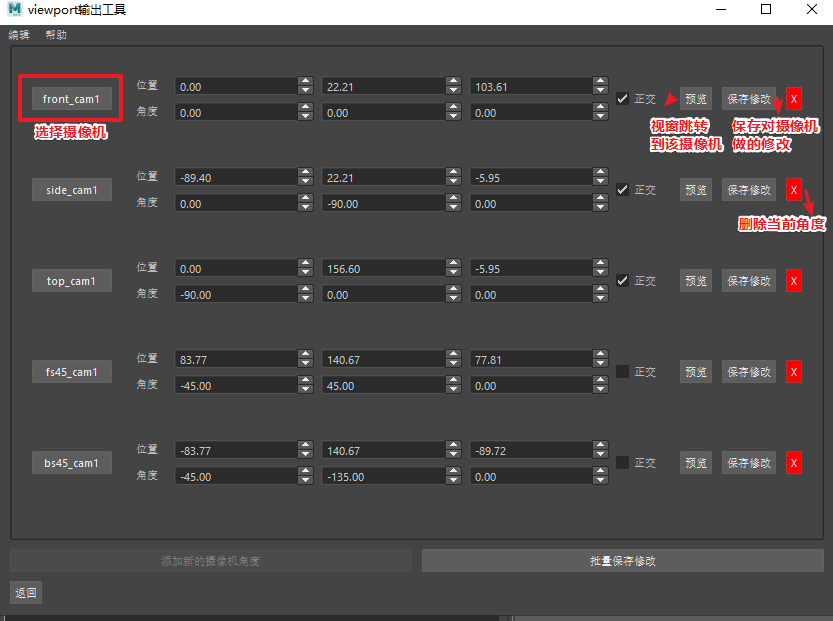 viewport输出工具
编辑 帮助
front_cam1 位置 0.00 22.21 103.61 正交 预览 保存修改 X
角度 0.00 0.00 0.00
选择摄像机
视窗跳转
到该摄像机
保存对摄像机
做的修改
side_cam1 位置 -89.40 22.21 -5.95 正交 预览 保存修改 X
角度 0.00 -90.00 0.00
删除当前角度
top_cam1 位置 0.00 156.60 -5.95 正交 预览 保存修改 X
角度 -90.00 0.00 0.00
fs45_cam1 位置 83.77 140.67 77.81 正交 预览 保存修改 X
角度 -45.00 45.00 0.00
bs45_cam1 位置 -83.77 140.67 -89.72 正交 预览 保存修改 X
角度 -45.00 -135.00 0.00
添加新的摄像机角度 批量保存修改
返回